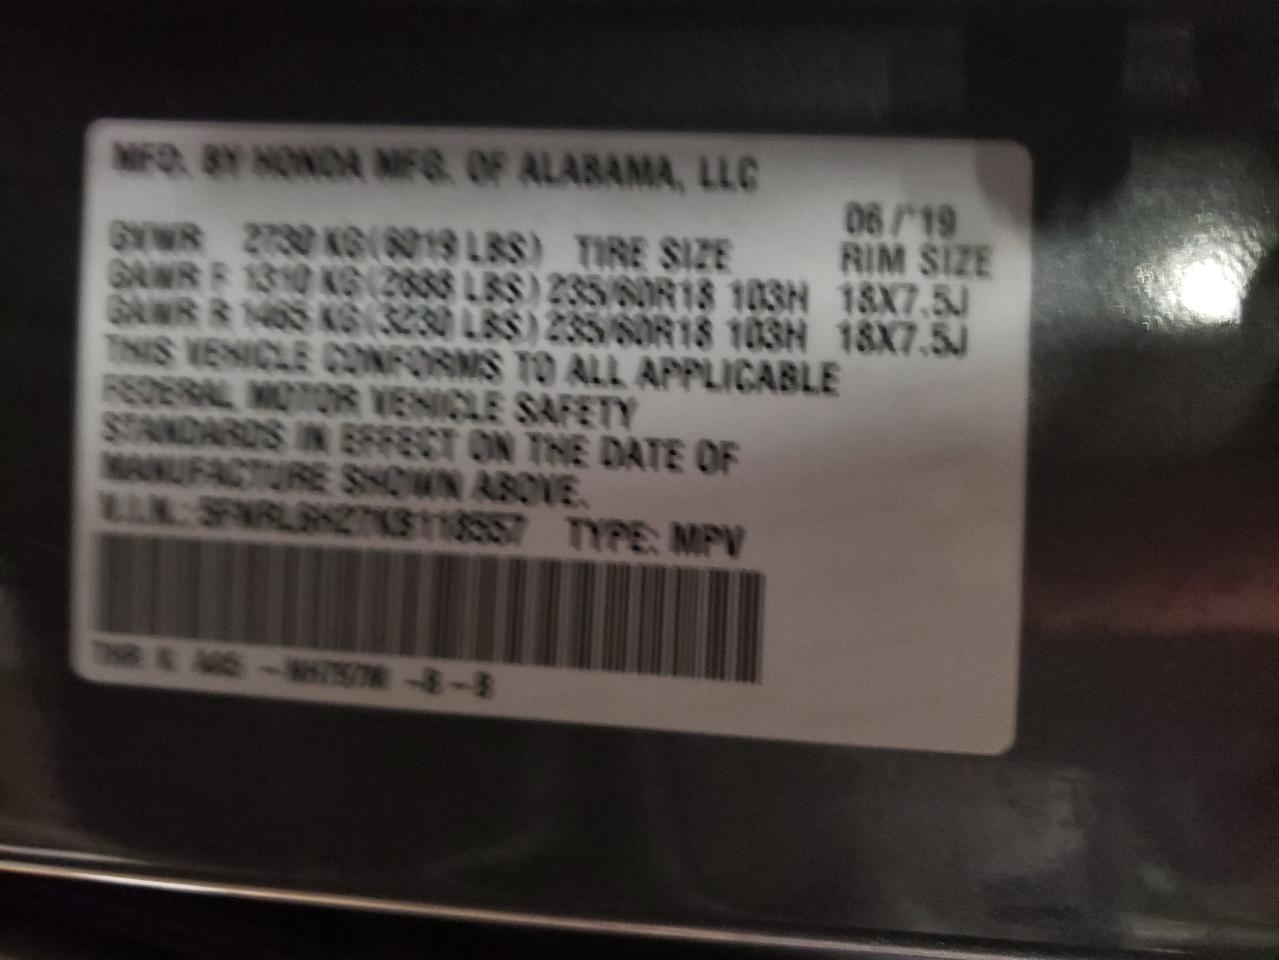 MFD. BY HONDA MFG. OF ALABAMA, LLC
06/'19
GVWR 2730 KG(6019 LBS) TIRE SIZE RIM SIZE
GAWR F 1310 KG(2888 LBS) 235/60R18 103H 18X7.5J
GAWR R 1465 KG(3230 LBS) 235/60R18 103H 18X7.5J
THIS VEHICLE CONFORMS TO ALL APPLICABLE
FEDERAL MOTOR VEHICLE SAFETY
STANDARDS IN EFFECT ON THE DATE OF
MANUFACTURE SHOWN ABOVE.
V.I.N.: TYPE: MPV